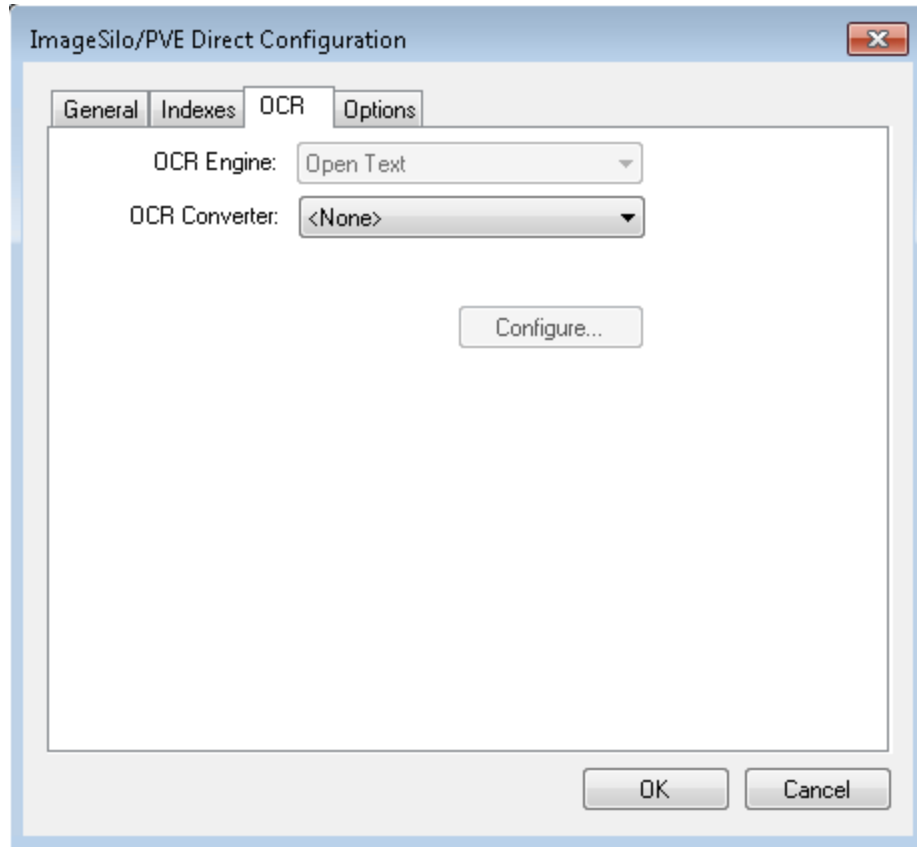 ImageSilo/PVE Direct Configuration
General Indexes OCR Options
OCR Engine: Open Text
OCR Converter: <None>
Configure...
OK Cancel